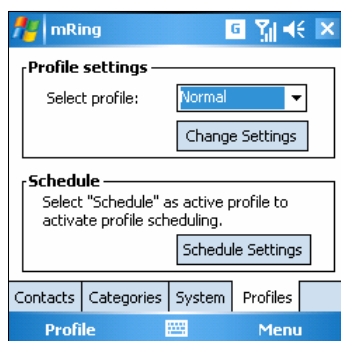 mRing G
Profile settings
Select profile: Normal
Change Settings
Schedule
Select "Schedule" as active profile to
activate profile scheduling.
Schedule Settings
Contacts Categories System Profiles
Profile Menu